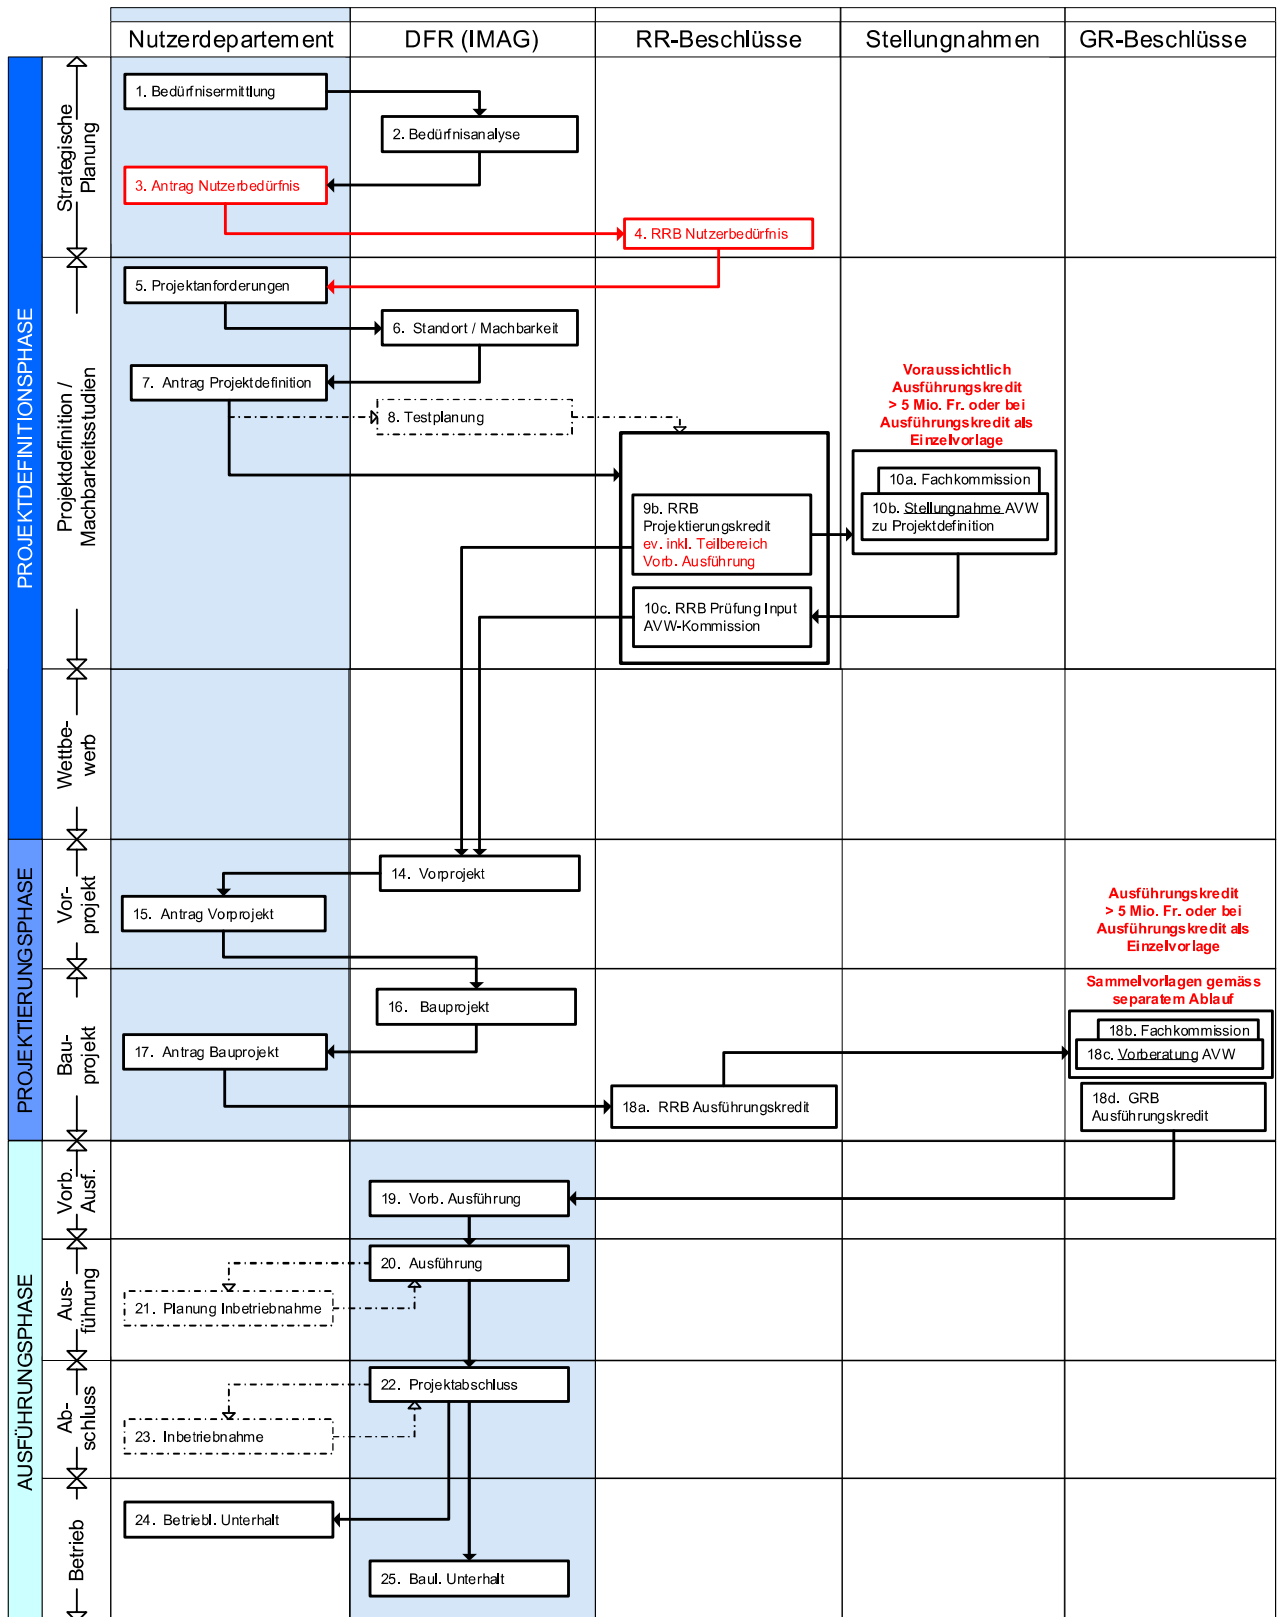 Nutzerdepartement
DFR (IMAG)
RR-Beschlüsse
Stellungnahmen
GR-Beschlüsse
PROJEKTDEFINITIONSPHASE
Strategische
Planung
1. Bedürfnisermittlung
2. Bedürfnisanalyse
3. Antrag Nutzerbedürfnis
4. RRB Nutzerbedürfnis
Projektdefinition /
Machbarkeitsstudien
5. Projektanforderungen
6. Standort / Machbarkeit
7. Antrag Projektdefinition
8. Testplanung
Voraussichtlich
Ausführungskredit
> 5 Mio. Fr. oder bei
Ausführungskredit als
Einzelvorlage
9b. RRB
Projektierungskredit
ev. inkl. Teilbereich
Vorb. Ausführung
10a. Fachkommission
10b. Stellungnahme AVW
zu Projektdefinition
10c. RRB Prüfung Input
AVW-Kommission
Wettbe-
werb
PROJEKTIERUNGSPHASE
Vor-
projekt
14. Vorprojekt
15. Antrag Vorprojekt
Ausführungskredit
> 5 Mio. Fr. oder bei
Ausführungskredit als
Einzelvorlage
Bau-
projekt
Sammelvorlagen gemäss
separatem Ablauf
16. Bauprojekt
17. Antrag Bauprojekt
18b. Fachkommission
18c. Vorberatung AVW
18a. RRB Ausführungskredit
18d. GRB
Ausführungskredit
AUSFÜHRUNGSPHASE
Vorb.
Ausf.
19. Vorb. Ausführung
Aus-
führung
20. Ausführung
21. Planung Inbetriebnahme
Ab-
schluss
22. Projektabschluss
23. Inbetriebnahme
Betrieb
24. Betriebl. Unterhalt
25. Baul. Unterhalt